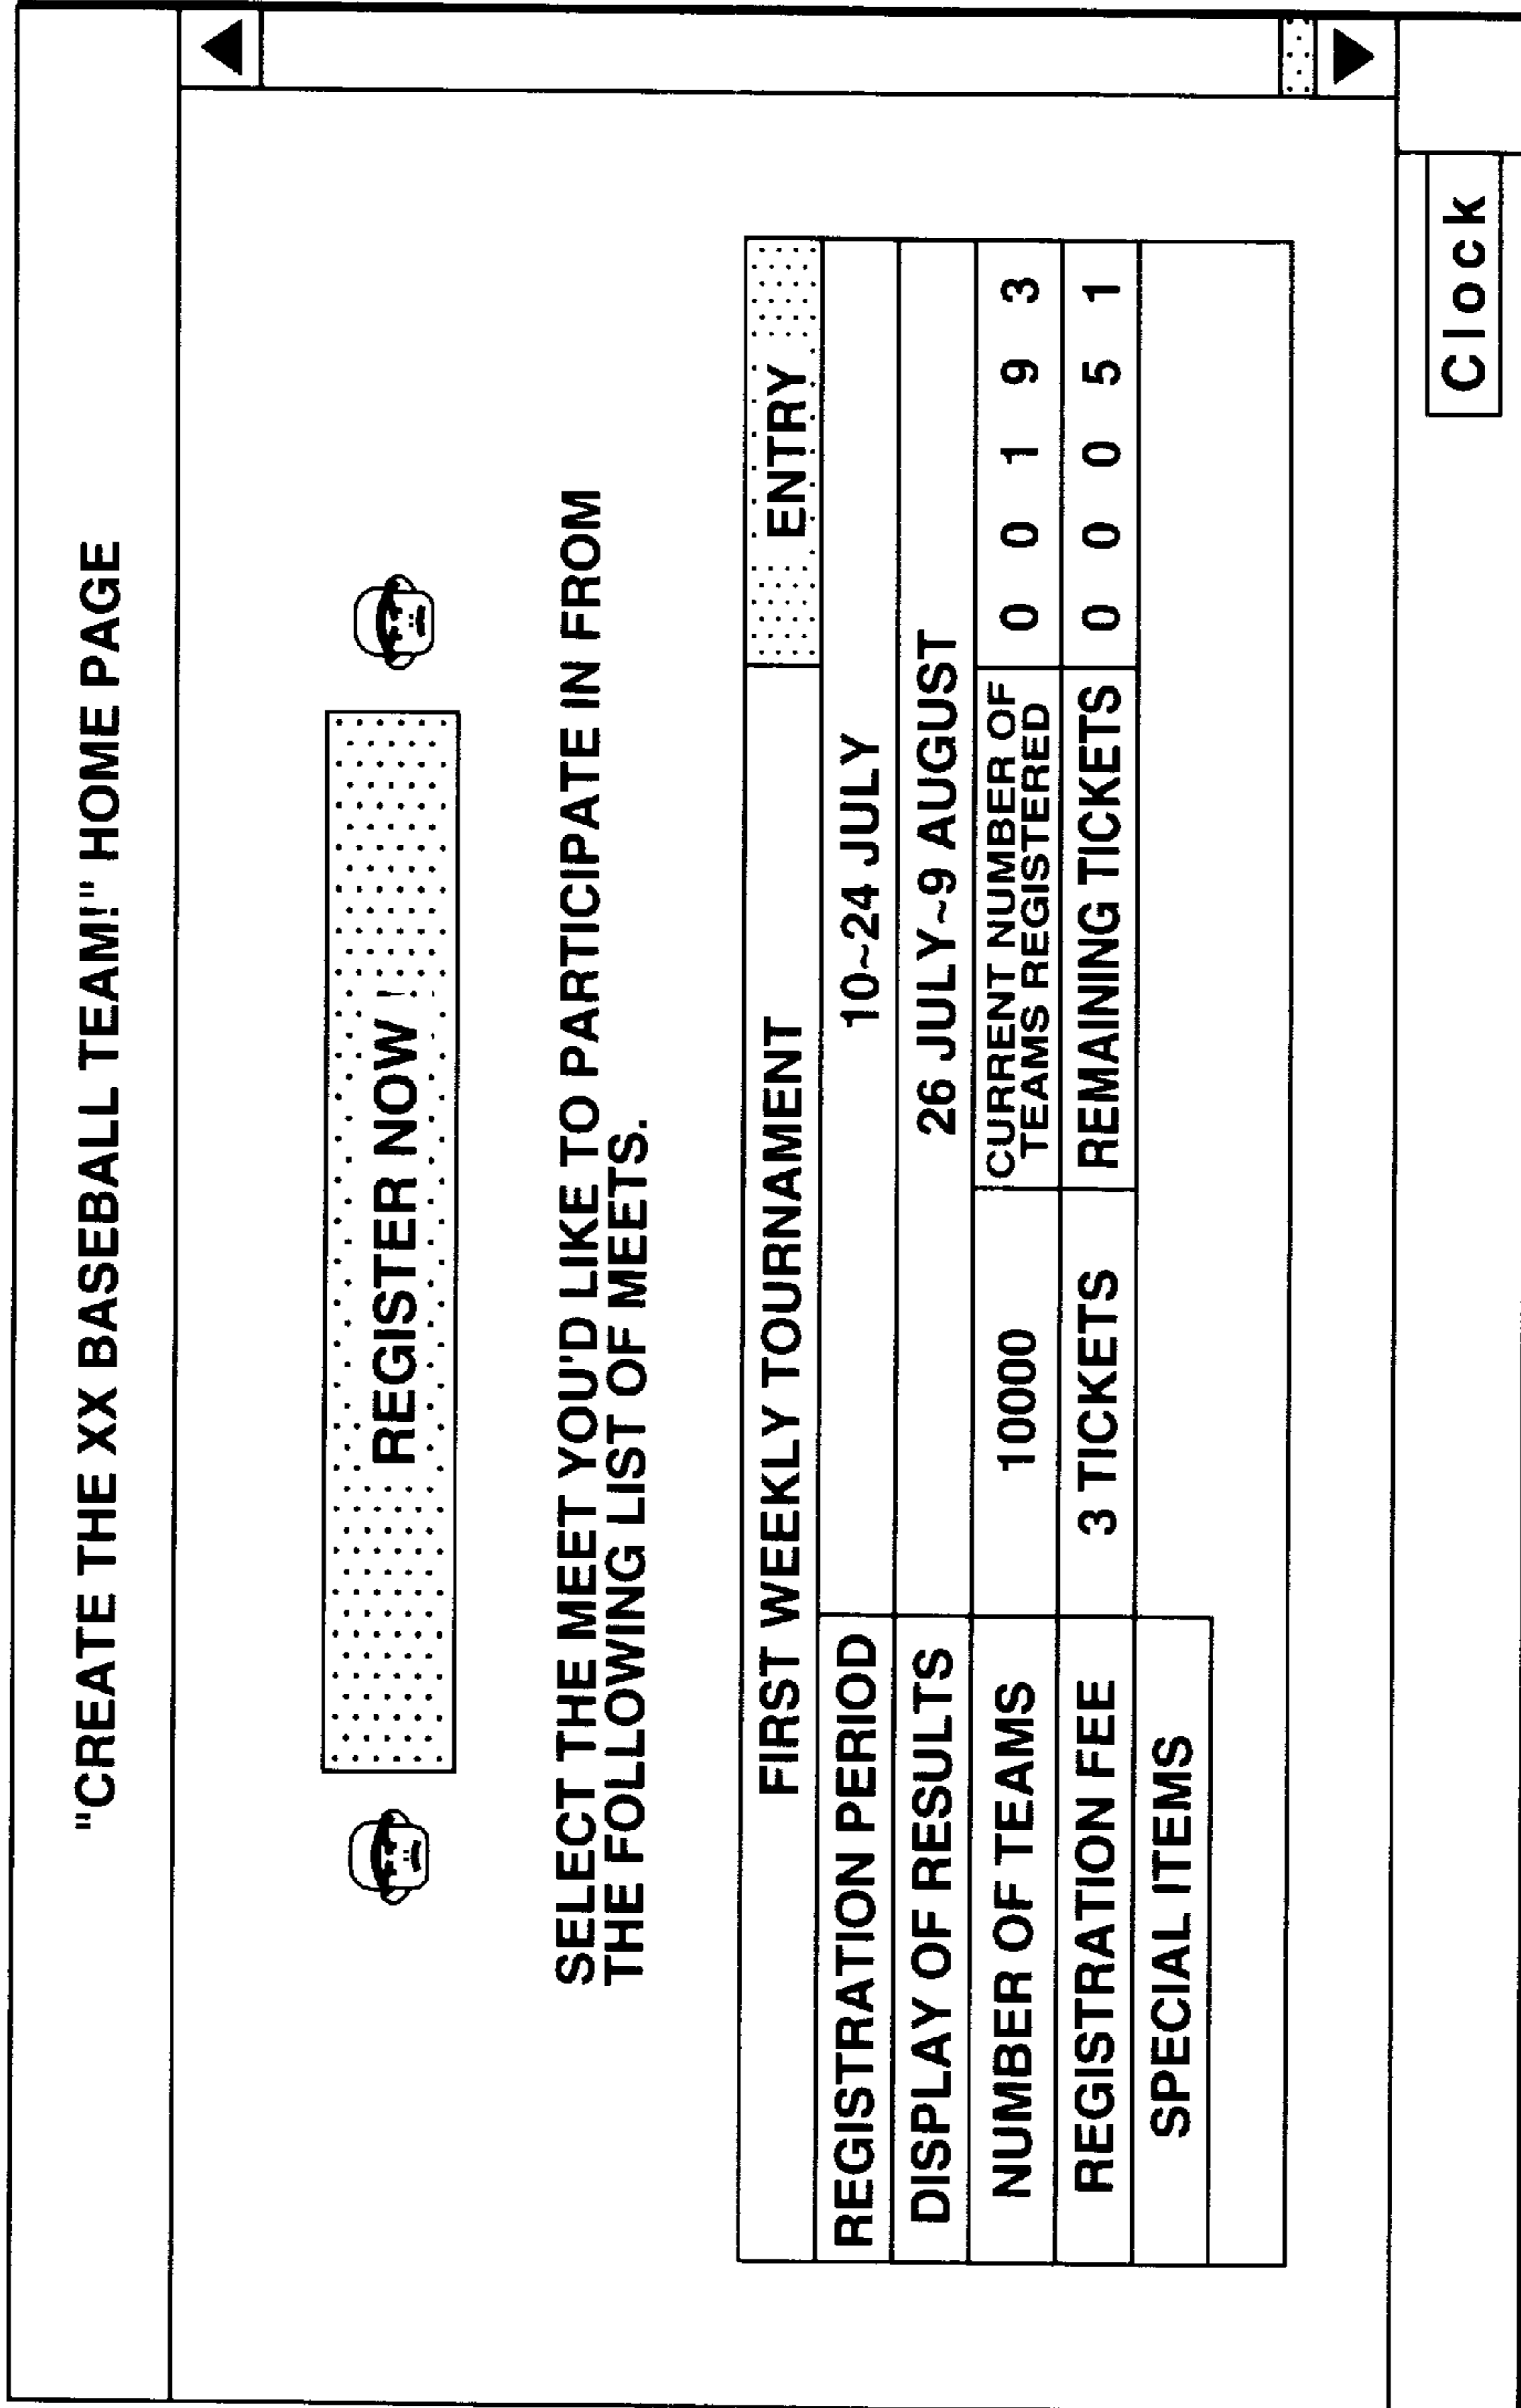 "CREATE THE XX BASEBALL TEAM!" HOME PAGE
REGISTER NOW !
SELECT THE MEET YOU'D LIKE TO PARTICIPATE IN FROM
THE FOLLOWING LIST OF MEETS.
FIRST WEEKLY TOURNAMENT ENTRY
REGISTRATION PERIOD 10~24 JULY
DISPLAY OF RESULTS 26 JULY~9 AUGUST
NUMBER OF TEAMS 10000 CURRENT NUMBER OF
TEAMS REGISTERED 0 0 1 9 3
REGISTRATION FEE 3 TICKETS REMAINING TICKETS 0 0 0 5 1
SPECIAL ITEMS
Clock